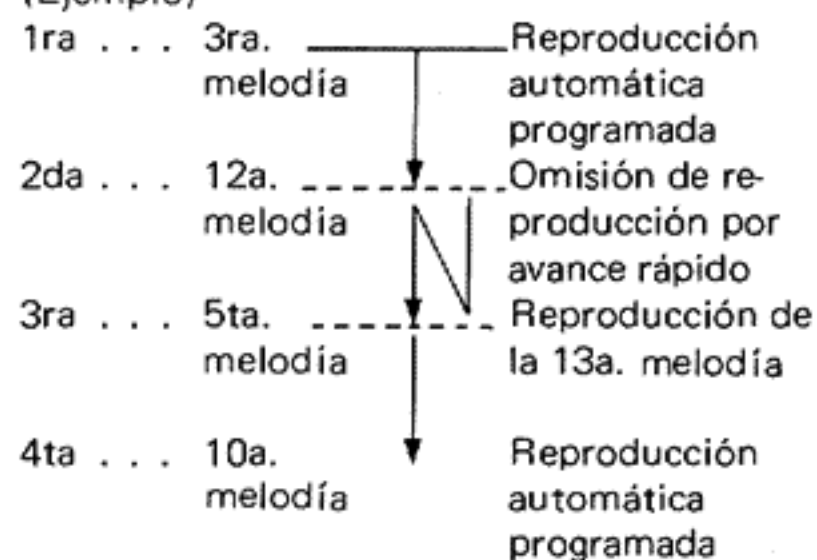 (Ejemplo)
1ra . . . 3ra. Reproducción
melodía automática
programada
2da . . . 12a. Omisión de re-
melodía producción por
avance rápido
3ra . . . 5ta. Reproducción de
melodía la 13a. melodía
4ta . . . 10a. Reproducción
melodía automática
programada